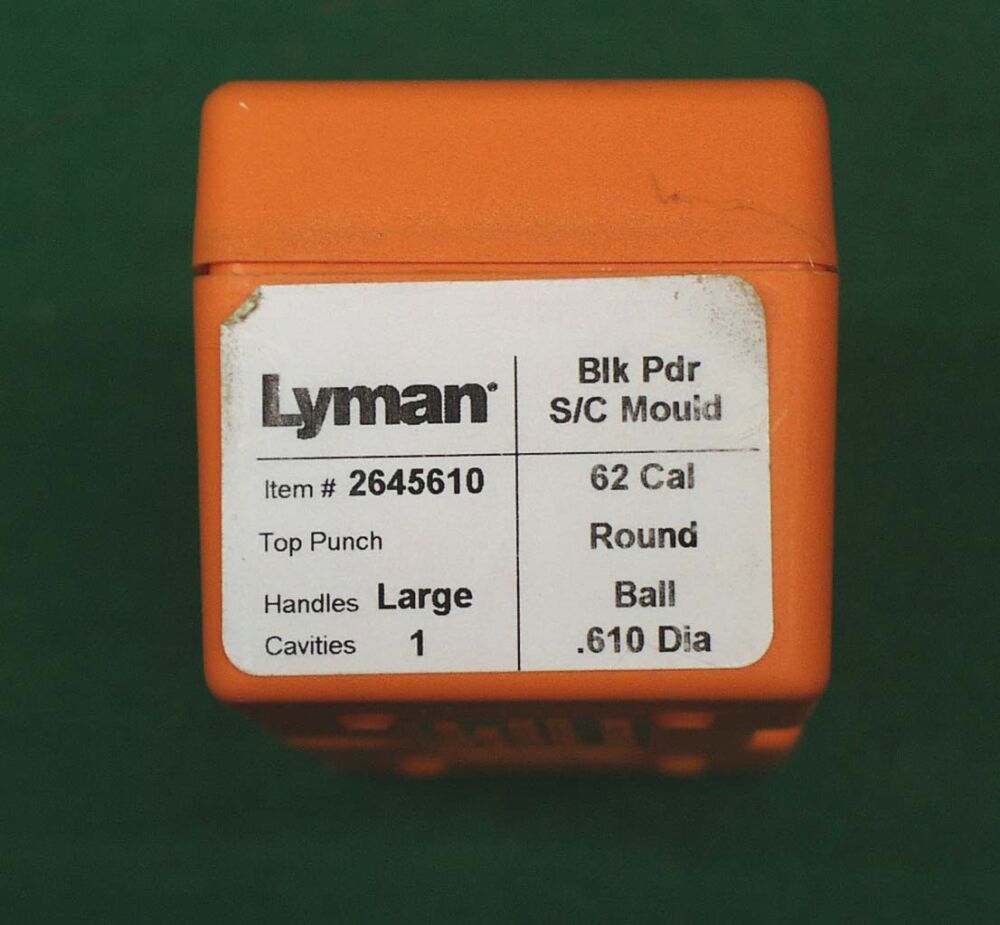 Lyman®
Blk Pdr
S/C Mould
Item # 2645610
Top Punch
Handles Large
Cavities 1
62 Cal
Round
Ball
.610 Dia